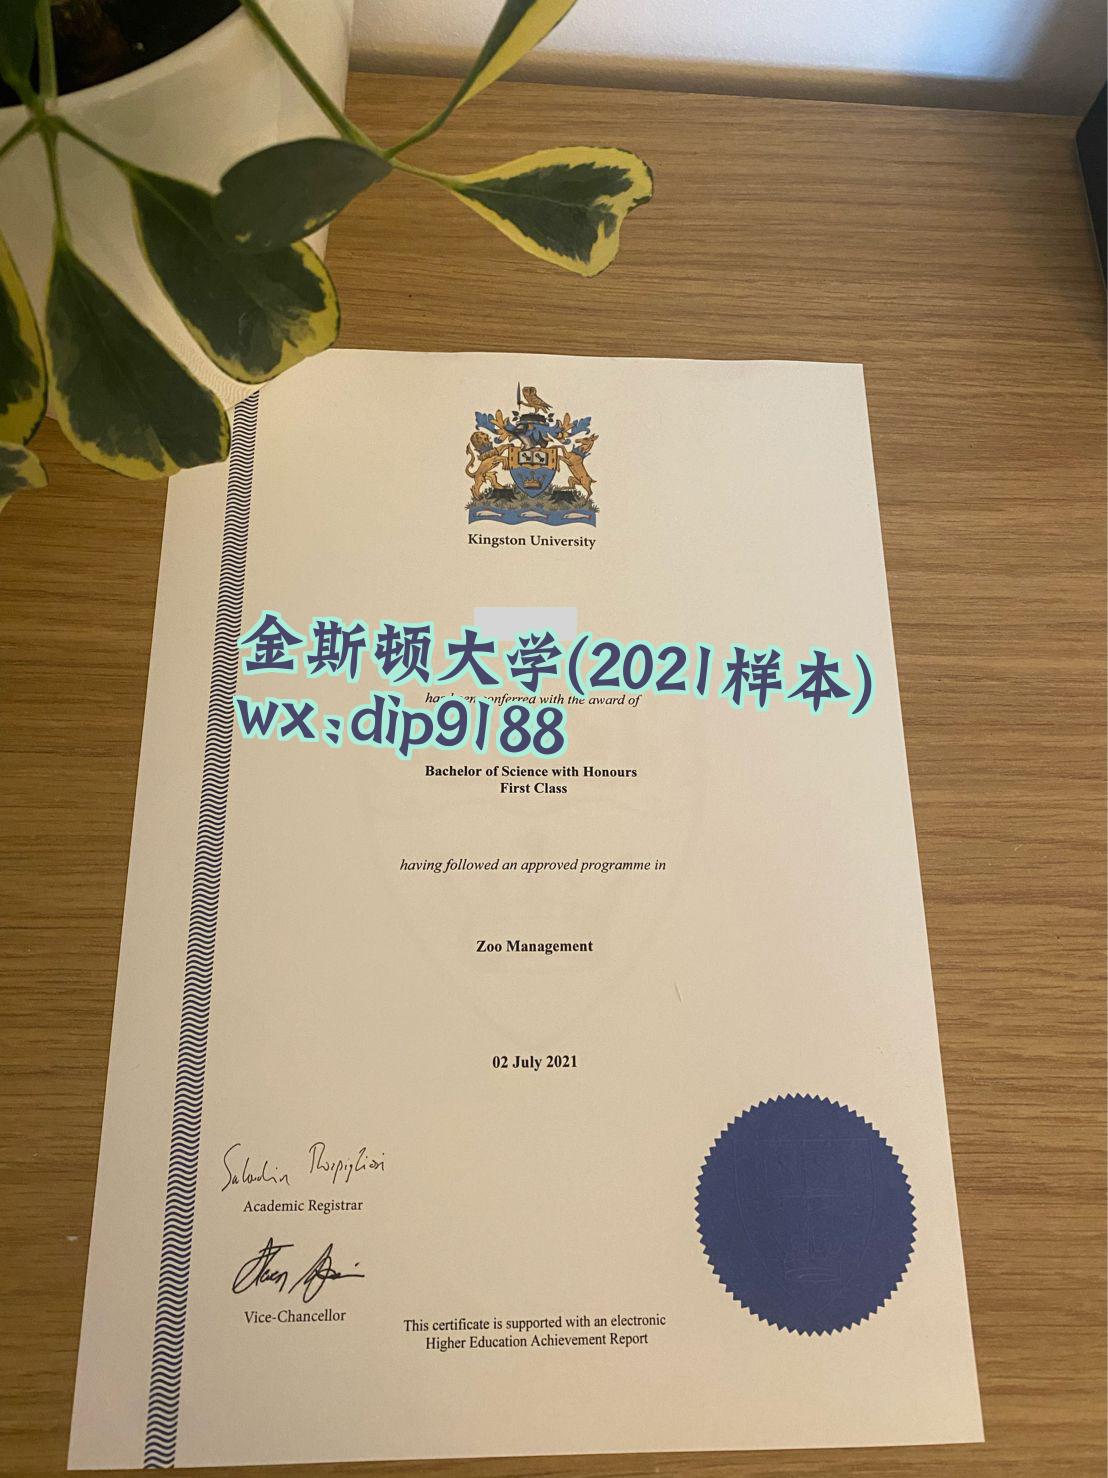 Kingston University
金斯顿大学(2021样本)
has been conferred with the award of
wx:dip9188
Bachelor of Science with Honours
First Class
having followed an approved programme in
Zoo Management
02 July 2021
Academic Registrar
Vice-Chancellor
This certificate is supported with an electronic
Higher Education Achievement Report